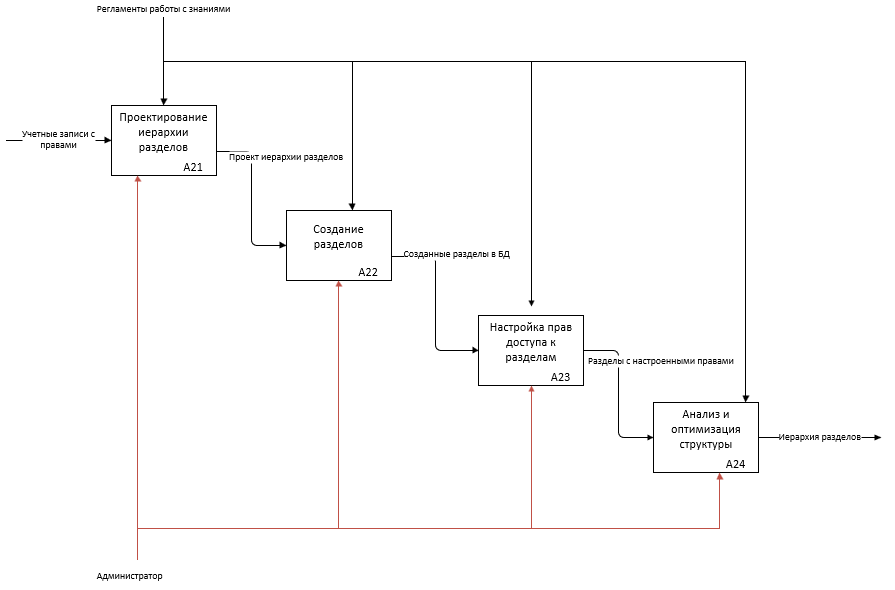 Регламенты работы с знаниями
Учетные записи с
правами
Проектирование
иерархии
разделов
A21
Проект иерархии разделов
Создание
разделов
A22
Созданные разделы в БД
Настройка прав
доступа к
разделам
A23
Разделы с настроенными правами
Анализ и
оптимизация
структуры
A24
Иерархия разделов
Администратор